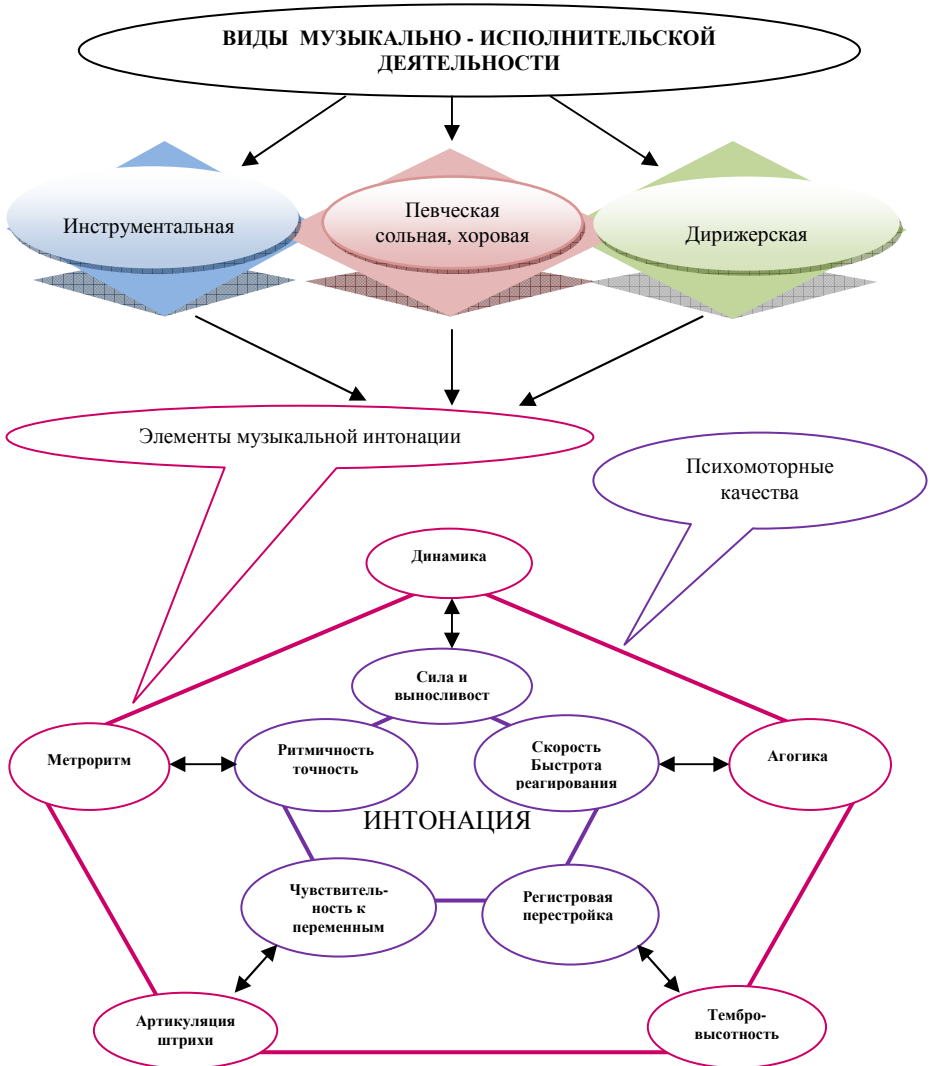 ВИДЫ МУЗЫКАЛЬНО - ИСПОЛНИТЕЛЬСКОЙ
ДЕЯТЕЛЬНОСТИ
Инструментальная
Певческая
сольная, хоровая
Дирижерская
Элементы музыкальной интонации
Психомоторные
качества
Динамика
Сила и
выносливост
Метроритм
Ритмичность
точность
Скорость
Быстрота
реагирования
Агогика
ИНТОНАЦИЯ
Чувствитель-
ность к
переменным
Регистровая
перестройка
Артикуляция
штрихи
Тембро-
высотность